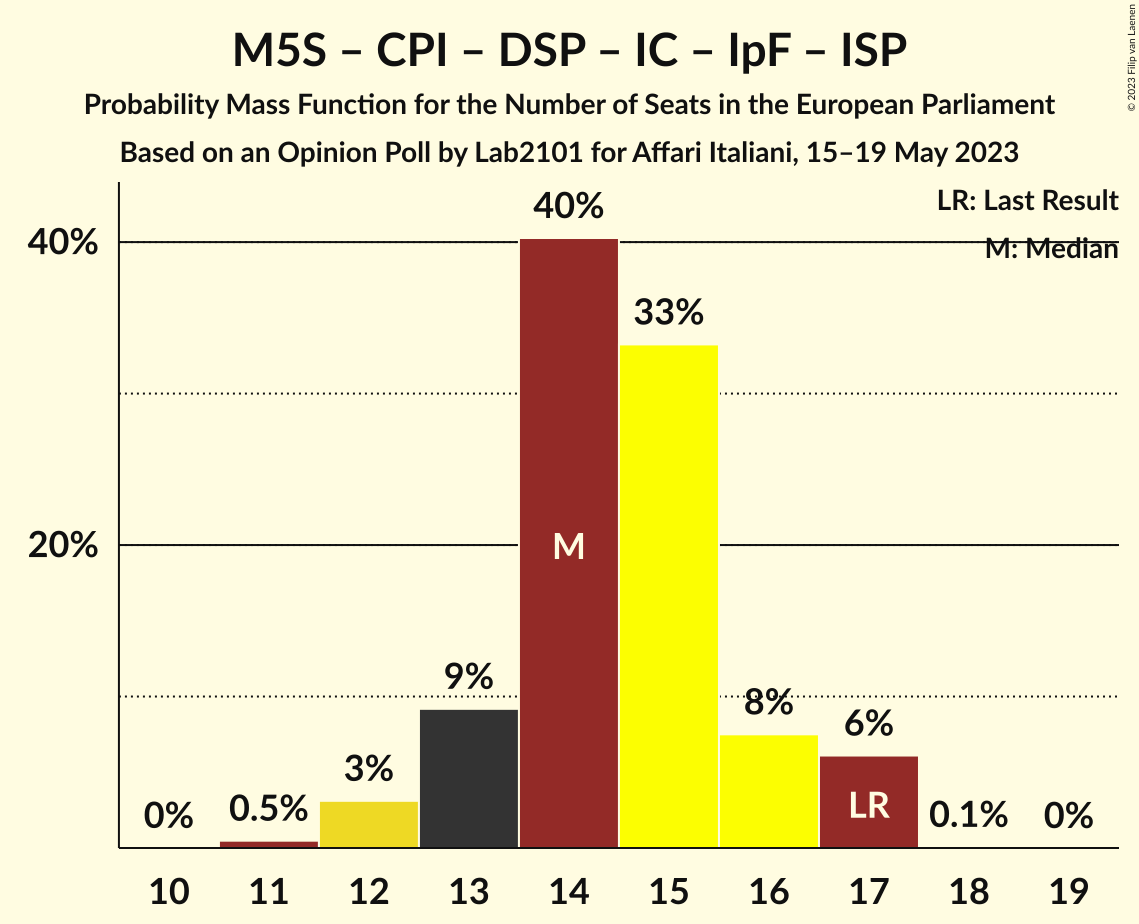 M5S – CPI – DSP – IC – IpF – ISP
Probability Mass Function for the Number of Seats in the European Parliament
Based on an Opinion Poll by Lab2101 for Affari Italiani, 15–19 May 2023
© 2023 Filip van Laenen
LR: Last Result
M: Median
40%
20%
0%
0.5%
3%
9%
40%
33%
8%
6%
0.1%
0%
M
LR
10 11 12 13 14 15 16 17 18 19